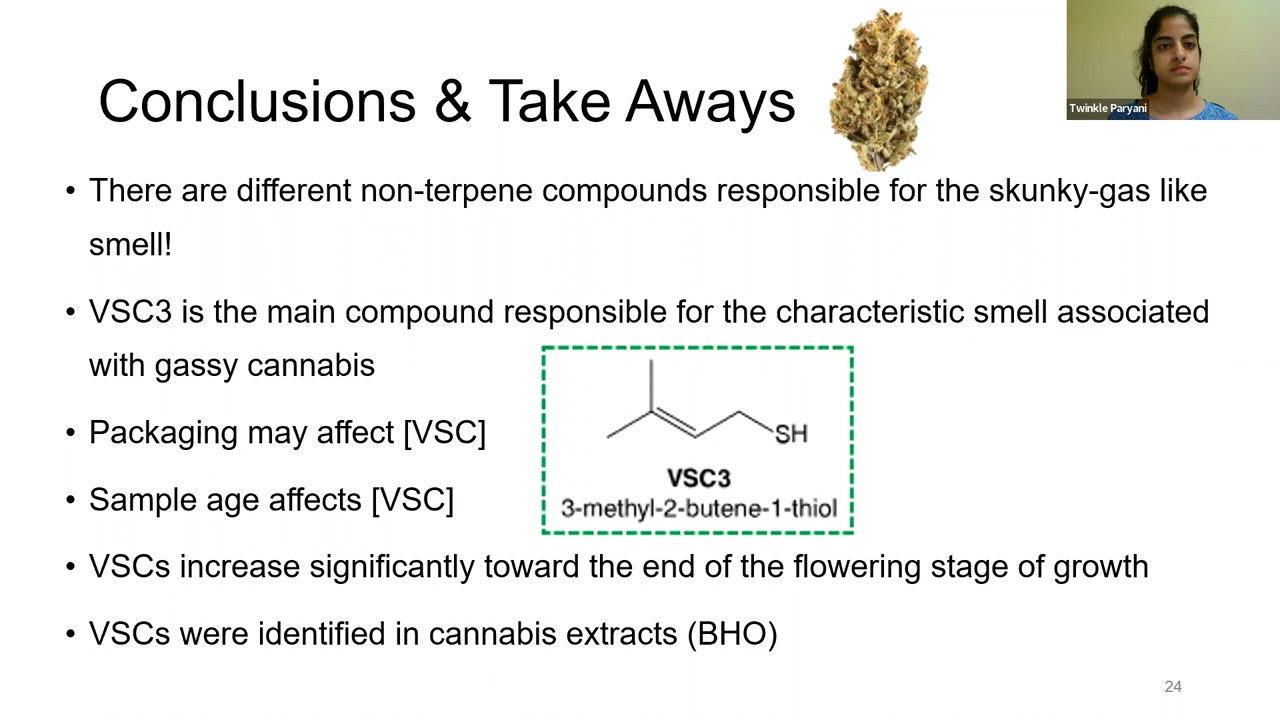 Conclusions & Take Aways
Twinkle Paryani
• There are different non-terpene compounds responsible for the skunky-gas like
smell!
• VSC3 is the main compound responsible for the characteristic smell associated
with gassy cannabis
• Packaging may affect [VSC]
• Sample age affects [VSC]
SH
VSC3
3-methyl-2-butene-1-thiol
• VSCs increase significantly toward the end of the flowering stage of growth
• VSCs were identified in cannabis extracts (BHO)
24